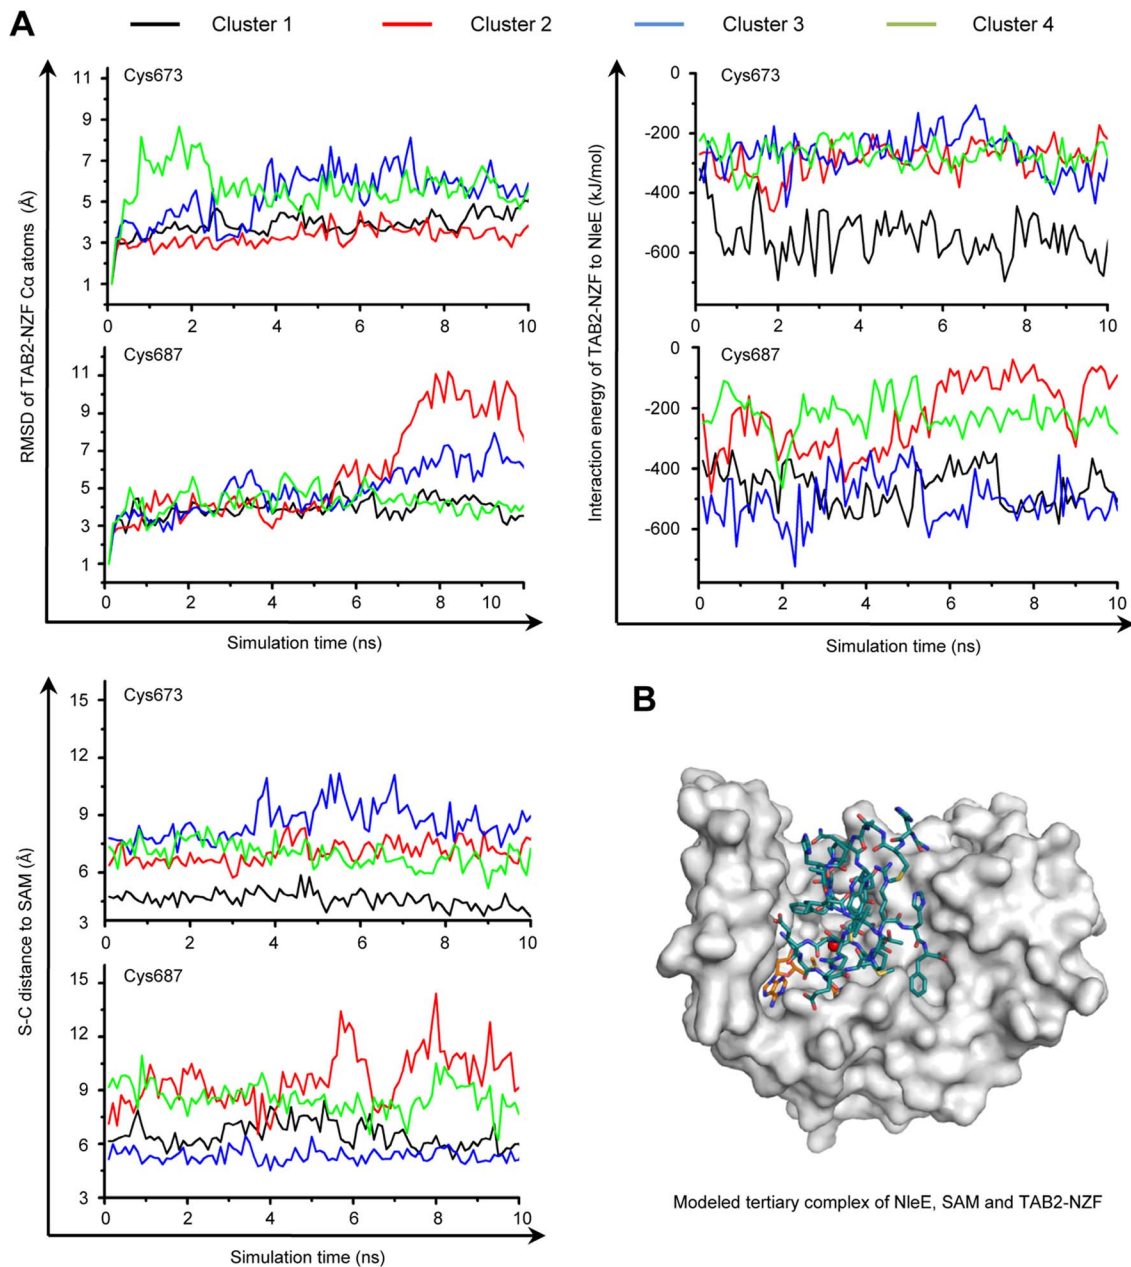 A
Cluster 1 Cluster 2 Cluster 3 Cluster 4
RMSD of TAB2-NZF Cα atoms (Å)
Cys673
11
9
7
5
3
1
0 2 4 6 8 10
Cys687
11
9
7
5
3
1
0 2 4 6 8 10
Simulation time (ns)
Interaction energy of TAB2-NZF to NleE (kJ/mol)
Cys673
0
-200
-400
-600
0 2 4 6 8 10
Cys687
0
-200
-400
-600
0 2 4 6 8 10
Simulation time (ns)
S-C distance to SAM (Å)
Cys673
15
12
9
6
3
0 2 4 6 8 10
Cys687
15
12
9
6
3
0 2 4 6 8 10
Simulation time (ns)
B
Modeled tertiary complex of NleE, SAM and TAB2-NZF